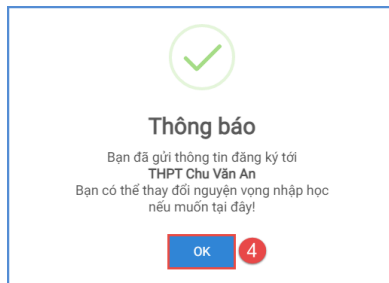 Thông báo
Bạn đã gửi thông tin đăng ký tới
THPT Chu Văn An
Bạn có thể thay đổi nguyện vọng nhập học
nếu muốn tại đây!
OK 4